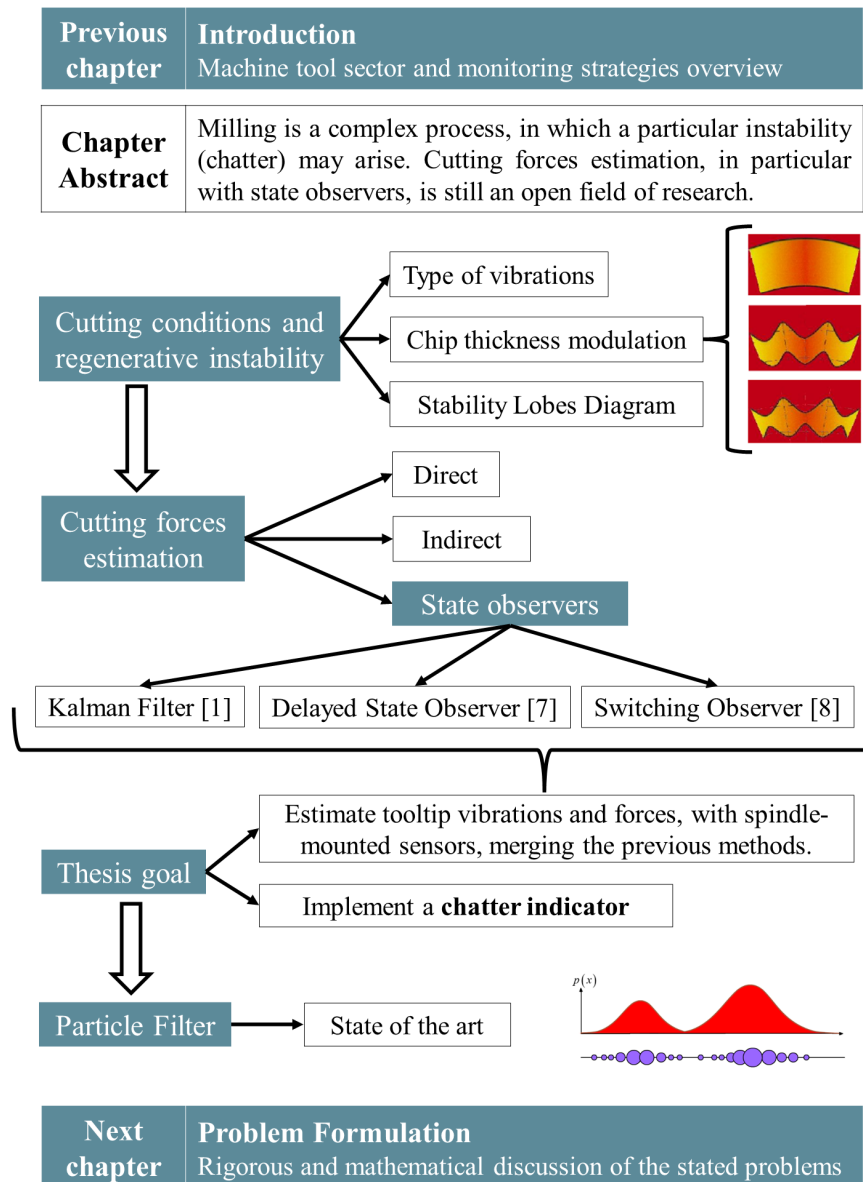 Previous
chapter
Introduction
Machine tool sector and monitoring strategies overview
Chapter
Abstract
Milling is a complex process, in which a particular instability
(chatter) may arise. Cutting forces estimation, in particular
with state observers, is still an open field of research.
Cutting conditions and
regenerative instability
Type of vibrations
Chip thickness modulation
Stability Lobes Diagram
Cutting forces
estimation
Direct
Indirect
State observers
Kalman Filter [1]
Delayed State Observer [7]
Switching Observer [8]
Thesis goal
Estimate tooltip vibrations and forces, with spindle-
mounted sensors, merging the previous methods.
Implement a chatter indicator
Particle Filter
State of the art
p(x)
Next
chapter
Problem Formulation
Rigorous and mathematical discussion of the stated problems